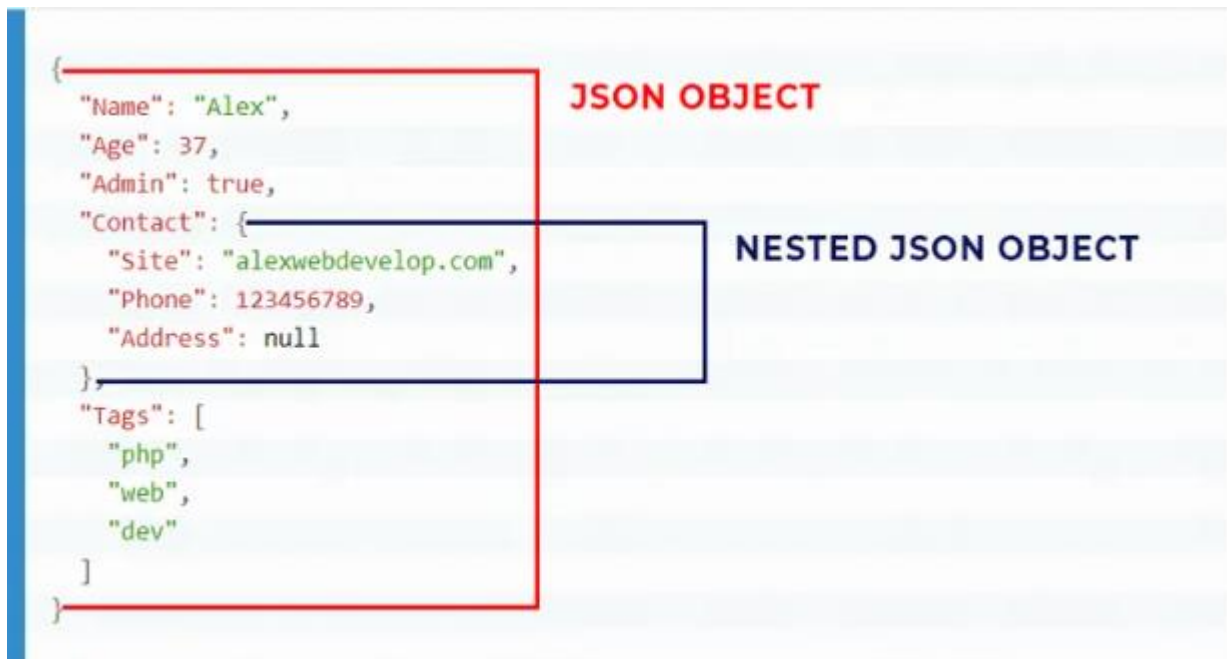 {
"Name": "Alex",
"Age": 37,
"Admin": true,
"Contact": {
"Site": "alexwebdevelop.com",
"Phone": 123456789,
"Address": null
},
"Tags": [
"php",
"web",
"dev"
]
}
JSON OBJECT
NESTED JSON OBJECT